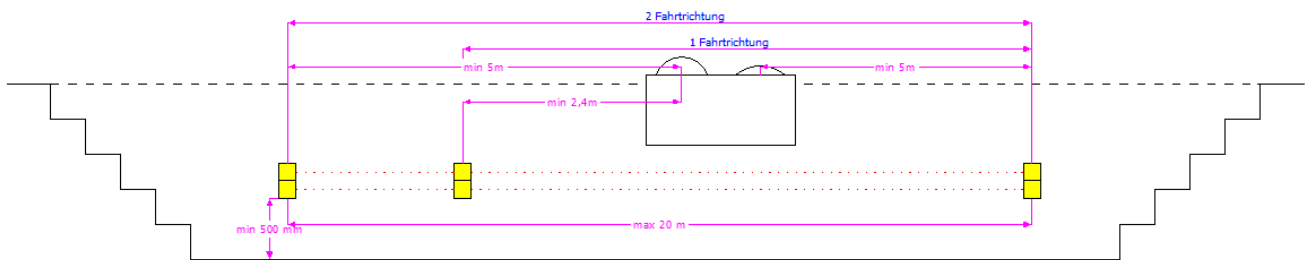 2 Fahrtrichtung
1 Fahrtrichtung
min 5m
min 5m
min 2,4m
min 500 mm
max 20 m